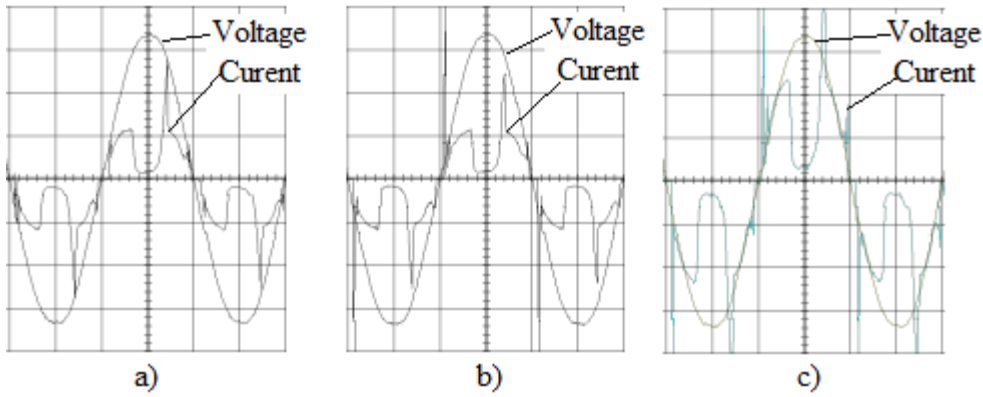 Voltage
Curent
a)
Voltage
Curent
b)
Voltage
Curent
c)